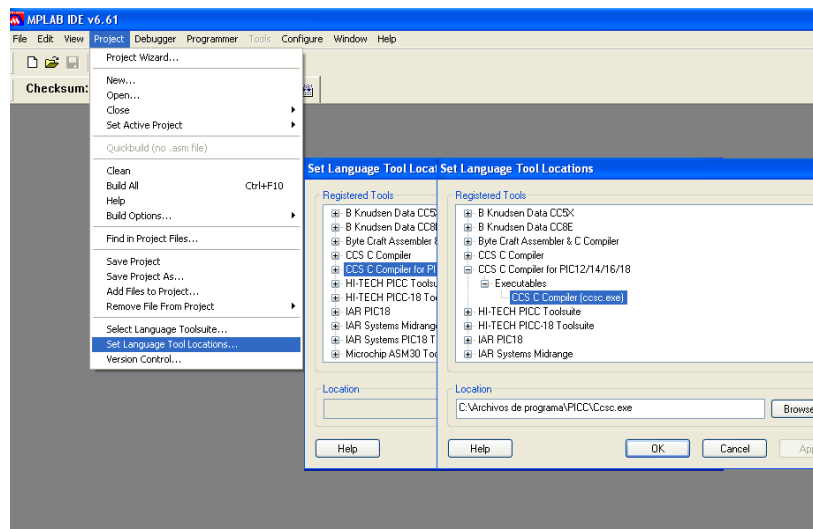 MPLAB IDE v6.61
File Edit View Project Debugger Programmer Tools Configure Window Help
Checksum:
Project Wizard...
New...
Open...
Close
Set Active Project
Quickbuild (no .asm file)
Clean
Build All Ctrl+F10
Help
Build Options...
Find in Project Files...
Save Project
Save Project As...
Add Files to Project...
Remove File From Project
Select Language Toolsuite...
Set Language Tool Locations...
Version Control...
Set Language Tool Locat
Registered Tools
B Knudsen Data CC5
B Knudsen Data CC8
Byte Craft Assembler &
CCS C Compiler
CCS C Compiler for PI
HI-TECH PICC Toolsu
HI-TECH PICC-18 To
IAR PIC18
IAR Systems Midrang
IAR Systems PIC18 T
Microchip ASM30 Too
Location
Help
Set Language Tool Locations
Registered Tools
B Knudsen Data CC5X
B Knudsen Data CC8E
Byte Craft Assembler & C Compiler
CCS C Compiler
CCS C Compiler for PIC12/14/16/18
Executables
CCS C Compiler (ccsc.exe)
HI-TECH PICC Toolsuite
HI-TECH PICC-18 Toolsuite
IAR PIC18
IAR Systems Midrange
Location
C:\Archivos de programa\PICC\Ccsc.exe Browse
Help OK Cancel Ap